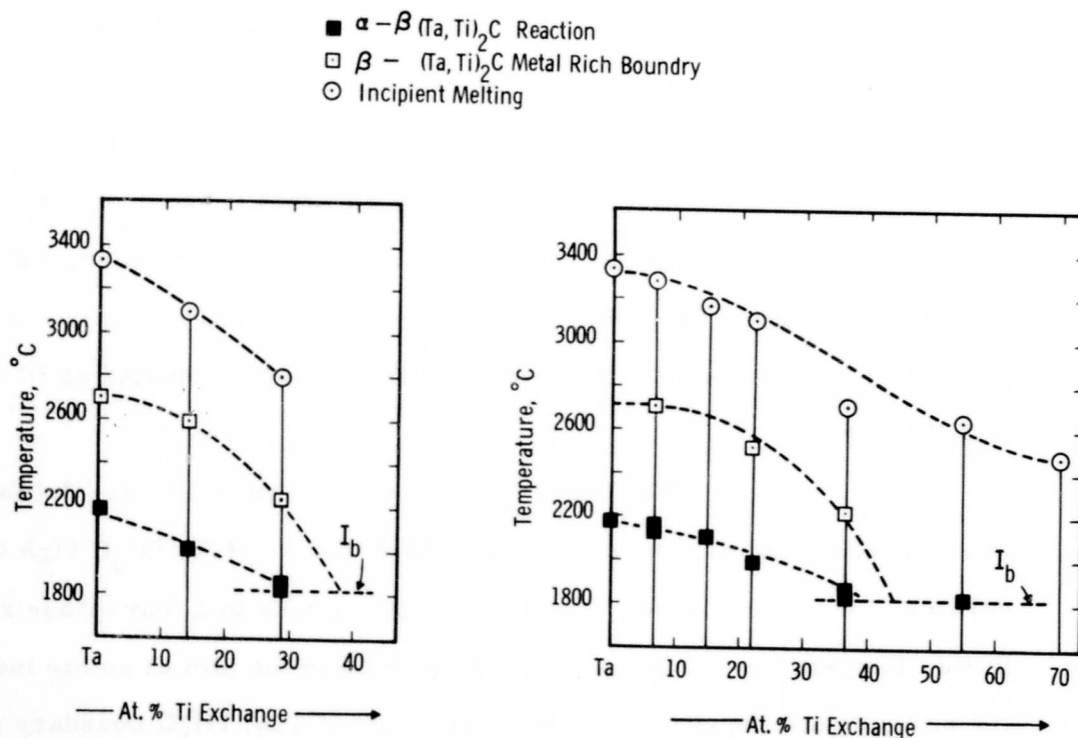 α-β (Ta, Ti)₂C Reaction
β- (Ta, Ti)₂C Metal Rich Boundry
Incipient Melting
Temperature, °C
3400
3000
2600
2200
1800
I_b
Ta 10 20 30 40
At. % Ti Exchange
Temperature, °C
3400
3000
2600
2200
1800
I_b
Ta 10 20 30 40 50 60 70
At. % Ti Exchange